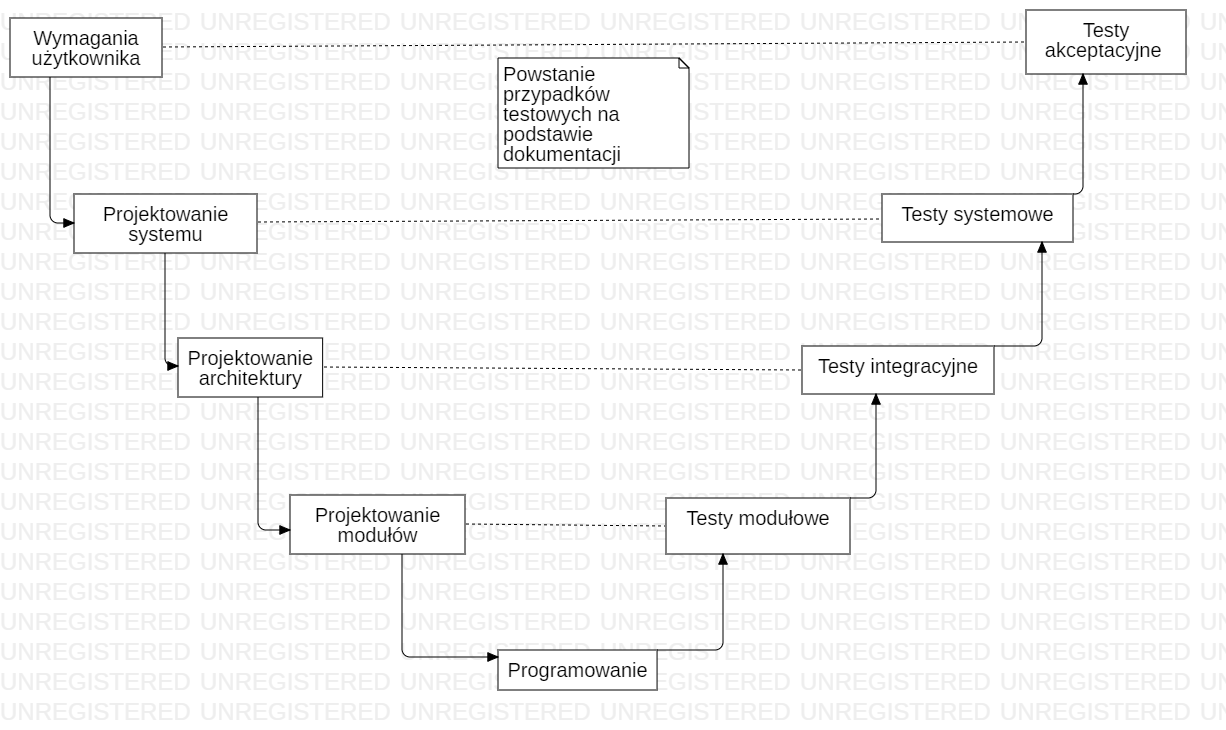 Wymagania
użytkownika
Testy
akceptacyjne
Powstanie
przypadków
testowych na
podstawie
dokumentacji
Projektowanie
systemu
Testy systemowe
Projektowanie
architektury
Testy integracyjne
Projektowanie
modułów
Testy modułowe
Programowanie
UNREGISTERED